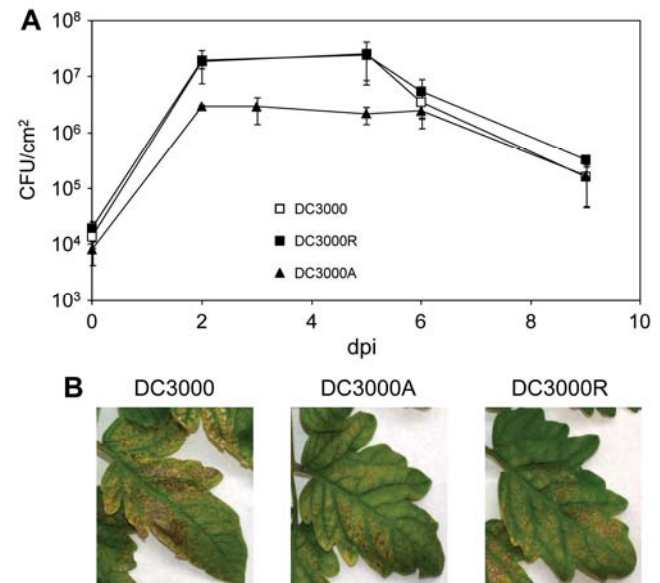 A
10⁸
10⁷
10⁶
10⁵
10⁴
10³
CFU/cm²
DC3000
DC3000R
DC3000A
0 2 4 6 8 10
dpi
B
DC3000 DC3000A DC3000R